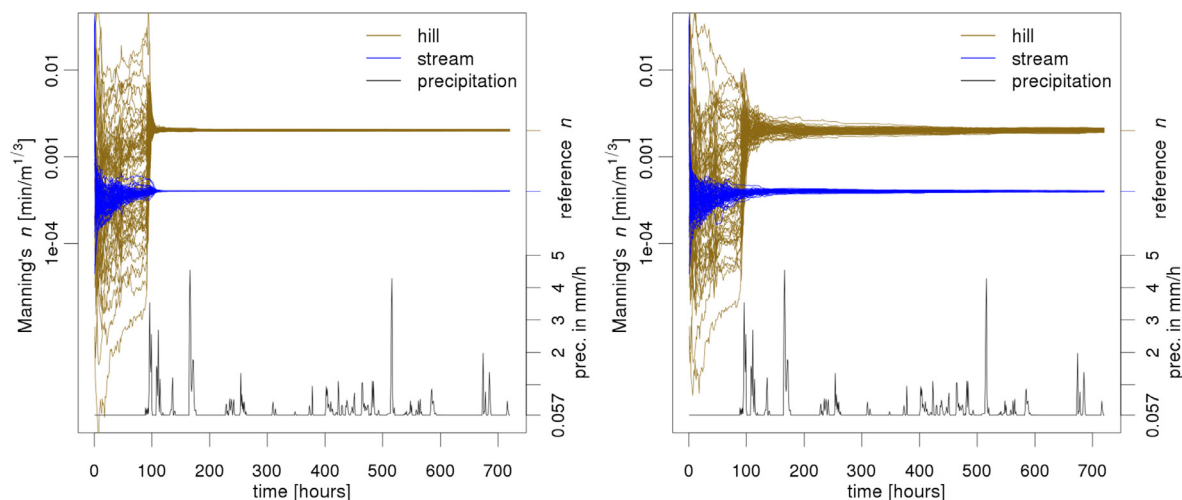 hill
stream
precipitation
Manning's n [min/m^1/3]
0.01
0.001
1e-04
reference n
prec. in mm/h
5
4
3
2
0.057
0 100 200 300 400 500 600 700
time [hours]
hill
stream
precipitation
Manning's n [min/m^1/3]
0.01
0.001
1e-04
reference n
prec. in mm/h
5
4
3
2
0.057
0 100 200 300 400 500 600 700
time [hours]